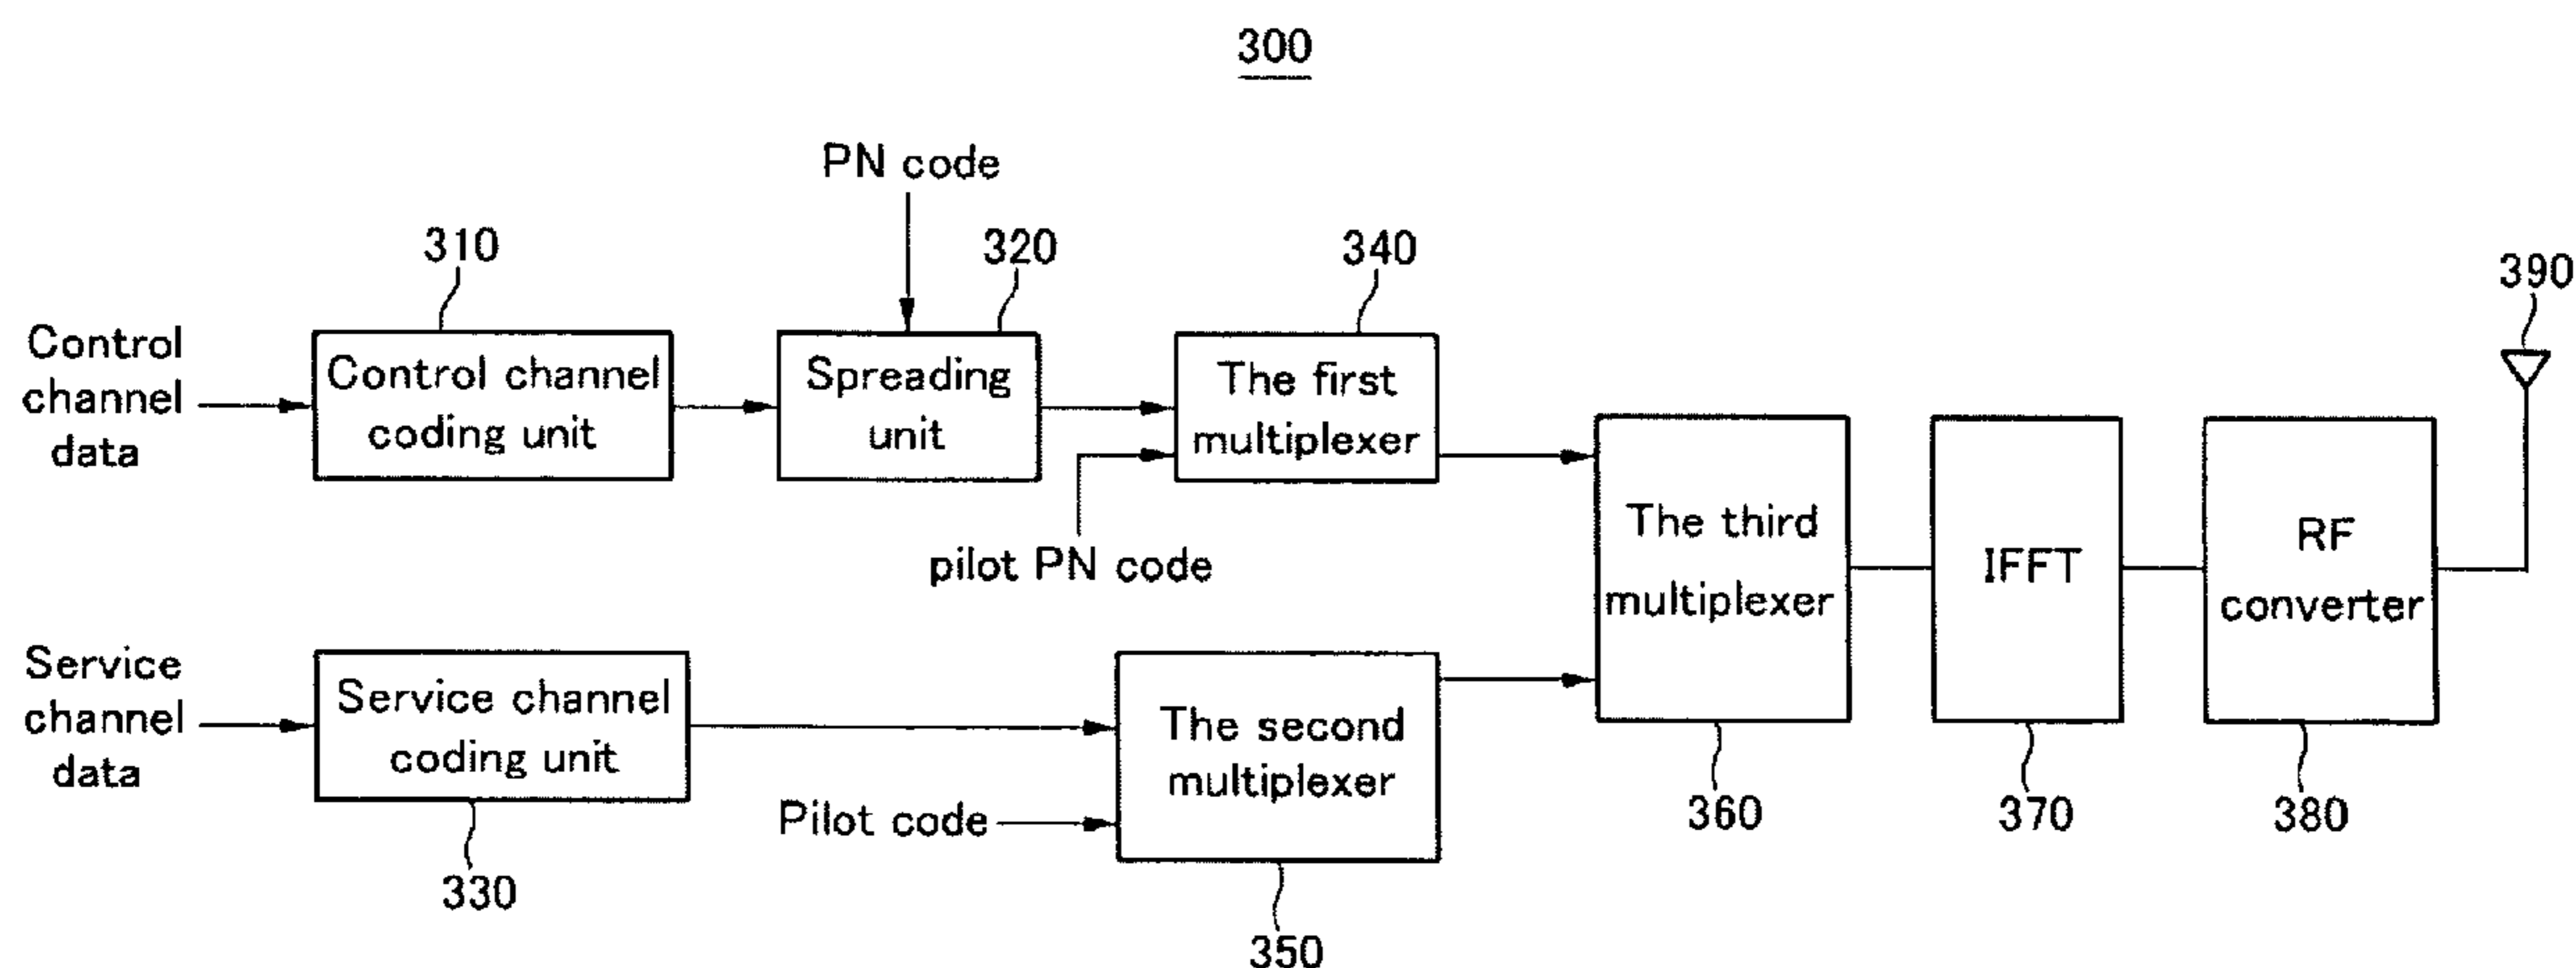 300
PN code
310
320
340
390
Control
channel
data
Control channel
coding unit
Spreading
unit
The first
multiplexer
pilot PN code
The third
multiplexer
IFFT
RF
converter
Service
channel
data
Service channel
coding unit
The second
multiplexer
Pilot code
330
350
360
370
380